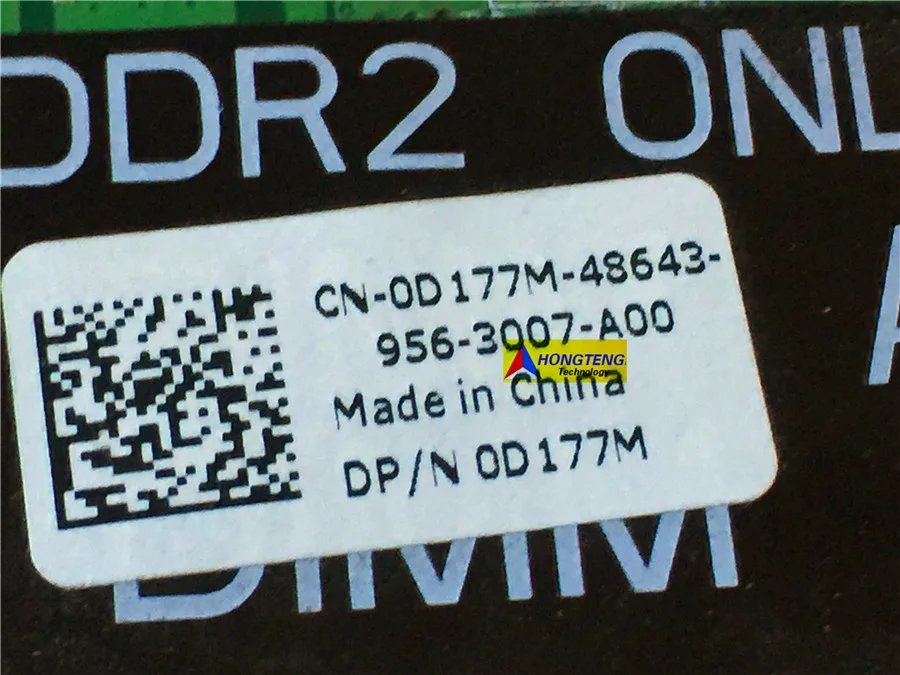 DDR2 ONL
CN-0D177M-48643-
956-3007-A00
HONGTENG
Technology
Made in China
DP/N 0D177M
DIMM